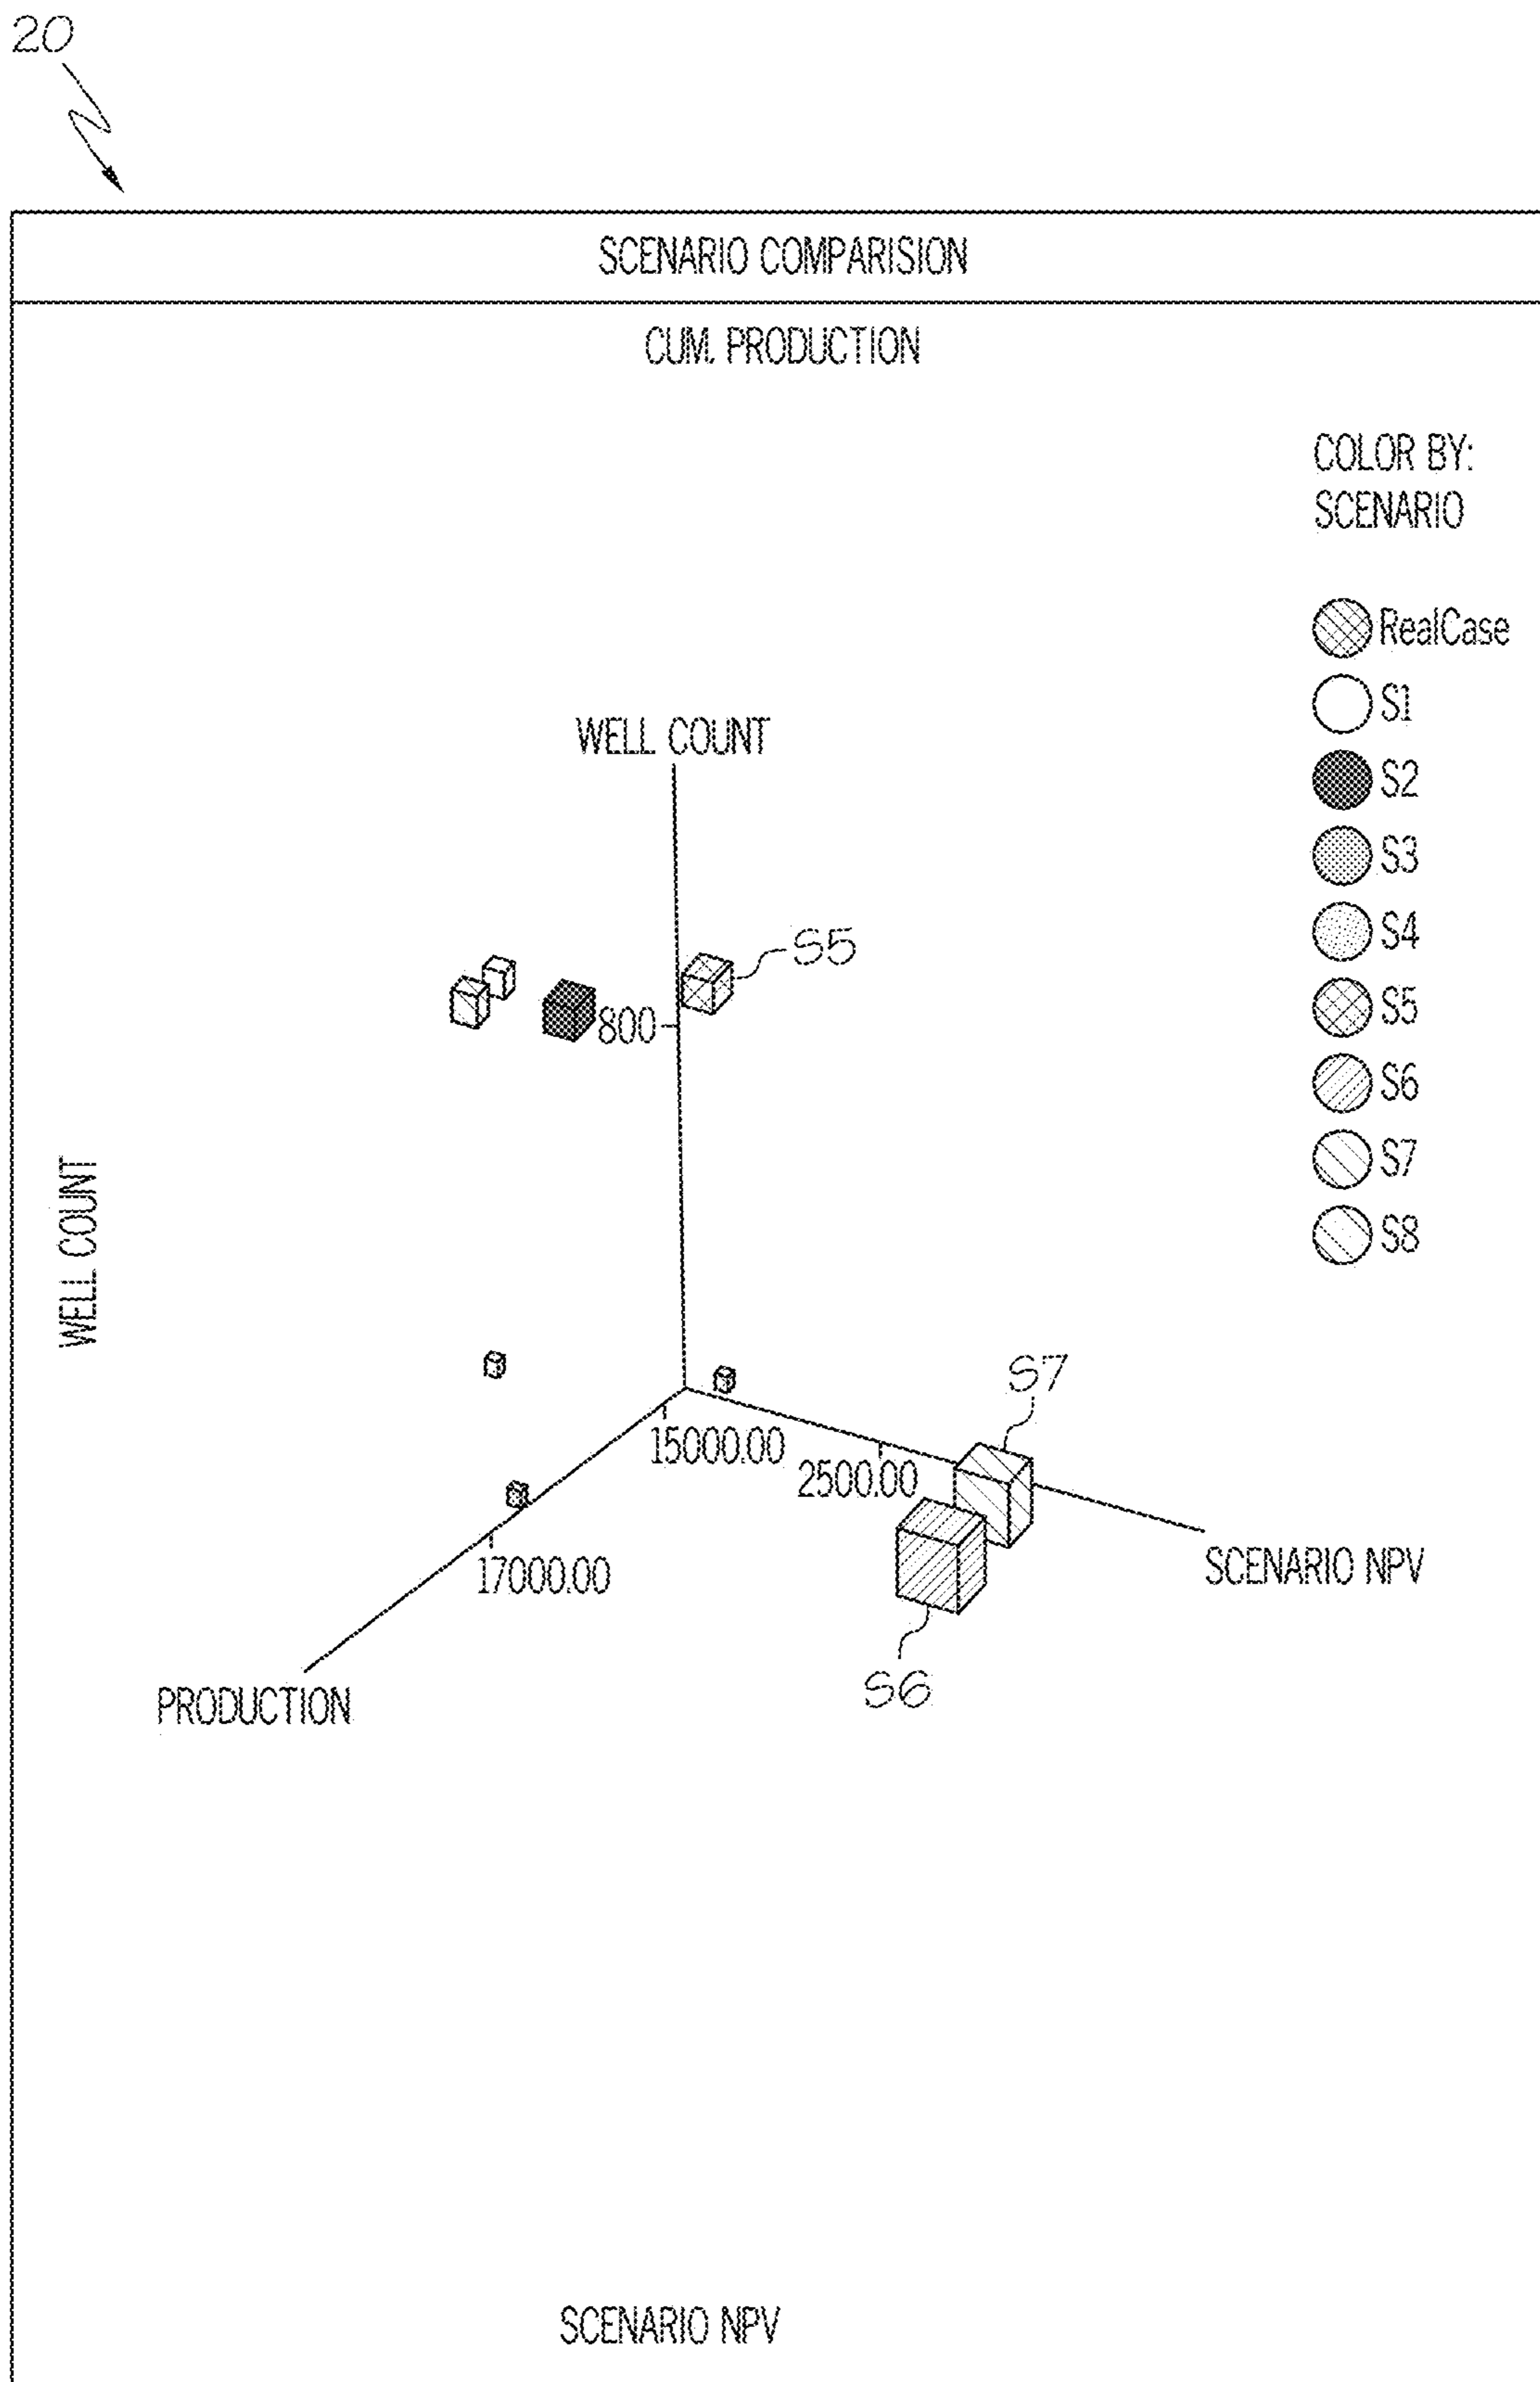 20
SCENARIO COMPARISION
CUM. PRODUCTION
COLOR BY:
SCENARIO
RealCase
S1
S2
S3
S4
S5
S6
S7
S8
WELL COUNT
S5
800
WELL COUNT
S7
15000.00
2500.00
17000.00
SCENARIO NPV
S6
PRODUCTION
SCENARIO NPV